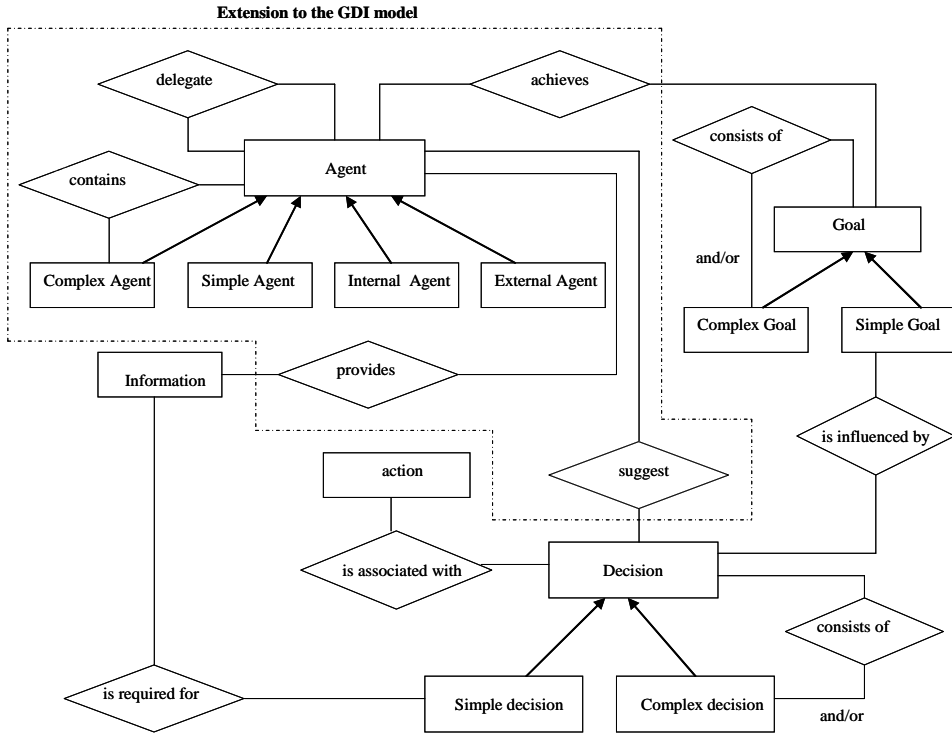 Extension to the GDI model
delegate
achieves
consists of
Agent
contains
Goal
and/or
Complex Agent
Simple Agent
Internal Agent
External Agent
Complex Goal
Simple Goal
provides
Information
is influenced by
action
suggest
is associated with
Decision
consists of
is required for
Simple decision
Complex decision
and/or